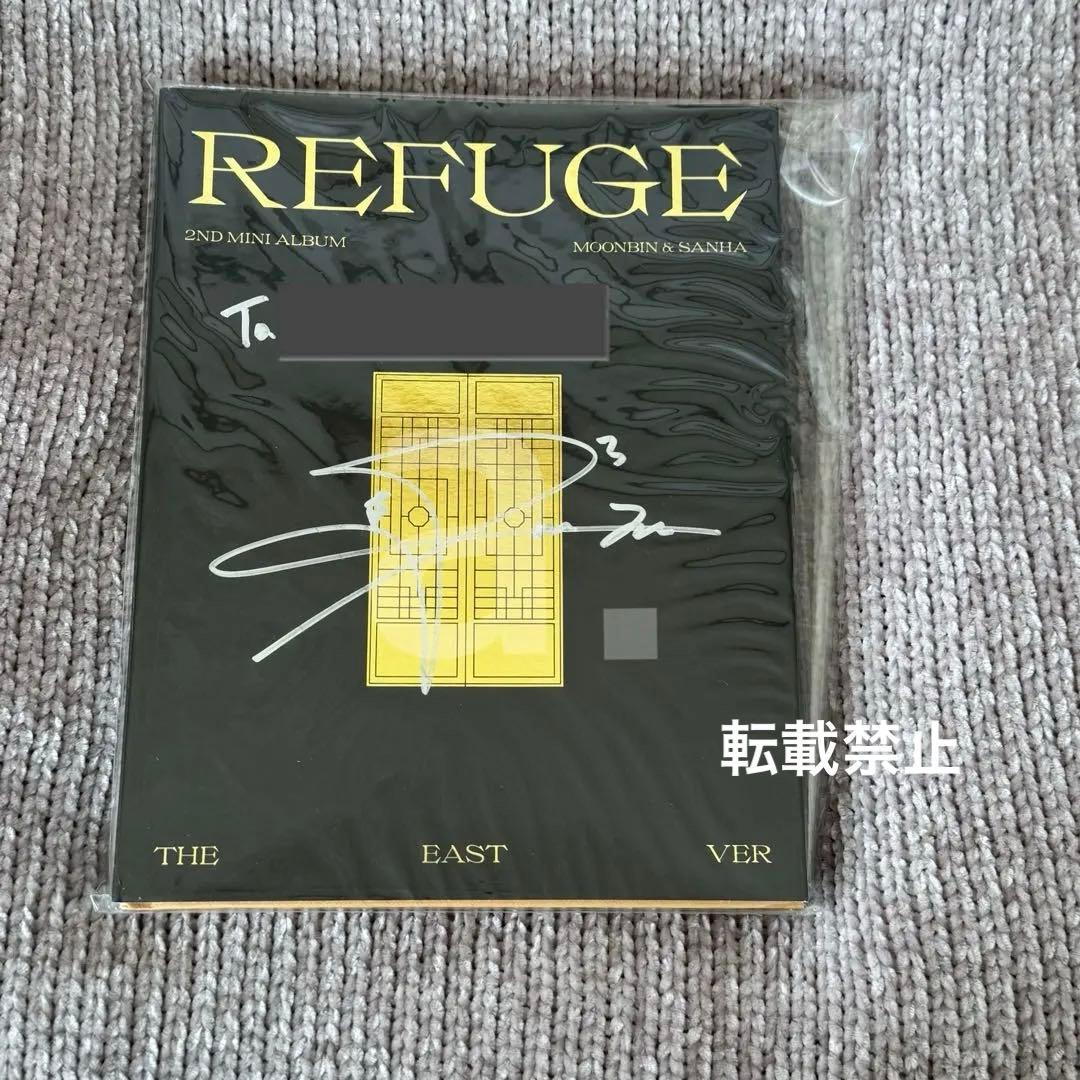 REFUGE
2ND MINI ALBUM MOONBIN & SANHA
To
転載禁止
THE EAST VER